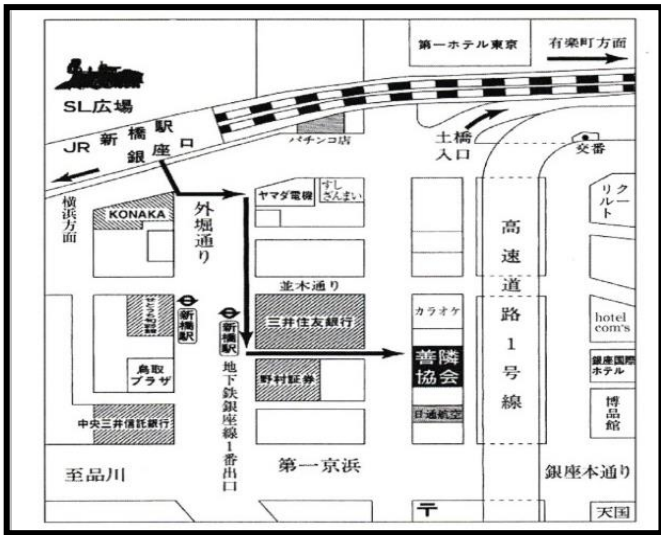 第一ホテル東京
有楽町方面
SL広場
JR 新橋駅
銀座口
パチンコ店
土橋
入口
交番
横浜方面
KONAKA
外堀通り
ヤマダ電機
すし
ざんまい
高速道路1号線
リクルート
並木通り
新橋駅
新橋駅
三井住友銀行
カラオケ
hotel
com's
鳥取
プラザ
地下鉄銀座線1番出口
野村証券
善隣
協会
銀座国際
ホテル
日通航空
博品館
中央三井信託銀行
至品川
第一京浜
銀座本通り
〒
天国